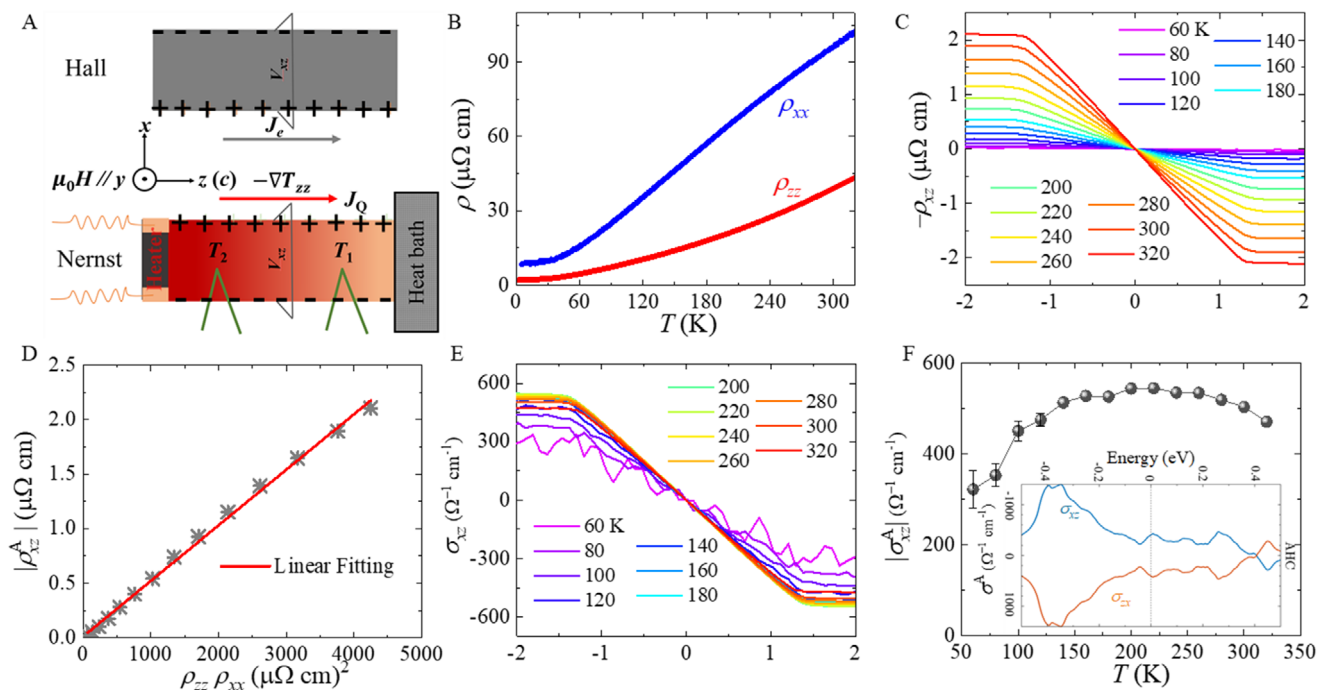 A
Hall
V_xz
J_e
x
μ₀H // y
z (c)
−∇T_zz
J_Q
Nernst
Heater
T₂
V_xz
T₁
Heat bath
B
ρ (μΩ cm)
90
60
30
0
ρ_xx
ρ_zz
0 60 120 180 240 300
T (K)
C
−ρ_xz (μΩ cm)
2
1
0
-1
-2
60 K
80
100
120
140
160
180
200
220
240
260
280
300
320
-2 -1 0 1 2
D
|ρ^A_xz| (μΩ cm)
2.5
2.0
1.5
1.0
0.5
0.0
Linear Fitting
0 1000 2000 3000 4000 5000
ρ_zz ρ_xx (μΩ cm)²
E
σ_xz (Ω⁻¹ cm⁻¹)
600
300
0
-300
-600
200
220
240
260
280
300
320
60 K
80
100
120
140
160
180
-2 -1 0 1 2
F
|σ^A_xz| (Ω⁻¹ cm⁻¹)
600
450
300
150
0
Energy (eV)
-0.4 -0.2 0 0.2 0.4
σ^A (Ω⁻¹ cm⁻¹)
-1000
0
1000
σ_xz
σ_zx
AHC
50 100 150 200 250 300 350
T (K)